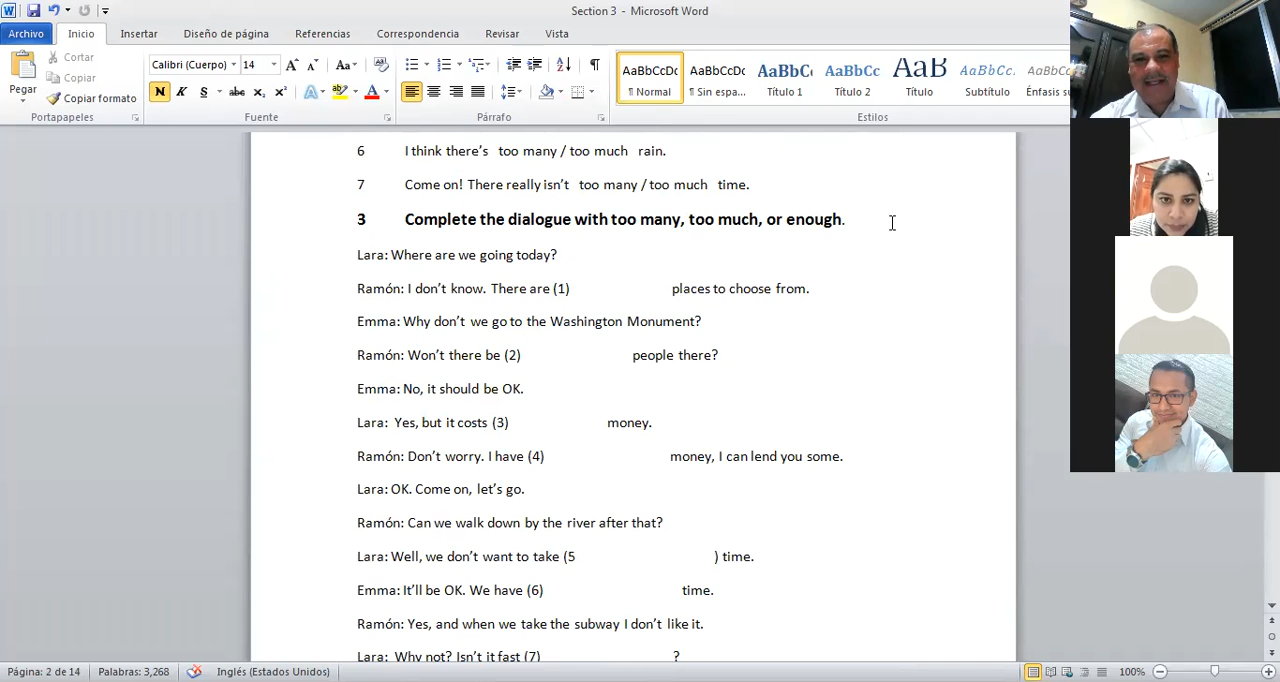 Section 3 - Microsoft Word
Archivo Inicio Insertar Diseño de página Referencias Correspondencia Revisar Vista
Pegar
Cortar
Copiar
Copiar formato
Portapapeles
Calibri (Cuerpo) 14
Fuente
Párrafo
AaBbCcDc AaBbCcDc AaBbC AaBbCc AaB AaBbCc. AaBbCc
¶ Normal ¶ Sin espa... Título 1 Título 2 Título Subtítulo Énfasis s
Estilos
6 I think there's too many / too much rain.
7 Come on! There really isn't too many / too much time.
3 Complete the dialogue with too many, too much, or enough.
Lara: Where are we going today?
Ramón: I don't know. There are (1) places to choose from.
Emma: Why don't we go to the Washington Monument?
Ramón: Won't there be (2) people there?
Emma: No, it should be OK.
Lara: Yes, but it costs (3) money.
Ramón: Don't worry. I have (4) money, I can lend you some.
Lara: OK. Come on, let's go.
Ramón: Can we walk down by the river after that?
Lara: Well, we don't want to take (5 ) time.
Emma: It'll be OK. We have (6) time.
Ramón: Yes, and when we take the subway I don't like it.
Lara: Why not? Isn't it fast (7) ?
Página: 2 de 14 Palabras: 3,268 Inglés (Estados Unidos) 100%